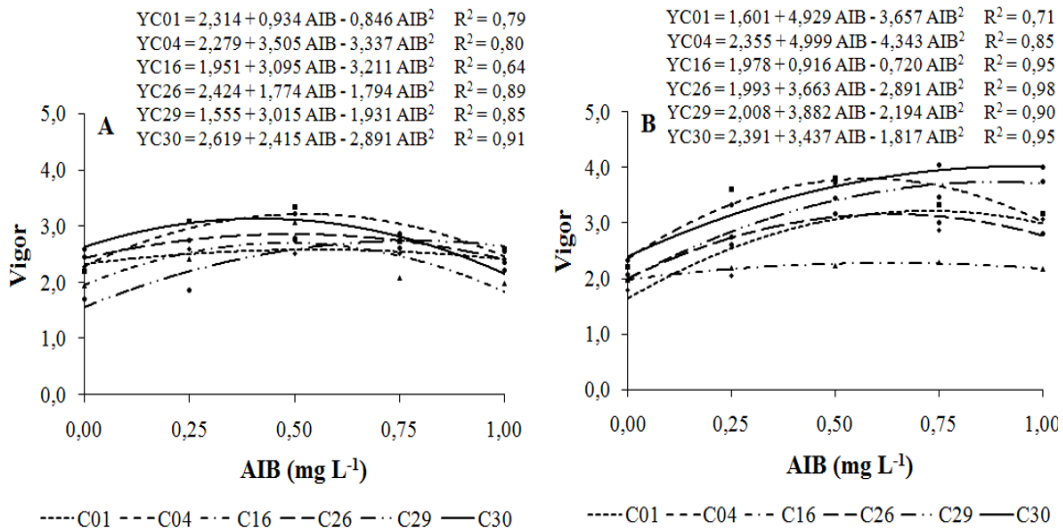 YC01=2,314+0,934 AIB-0,846 AIB² R²=0,79
YC04=2,279+3,505 AIB-3,337 AIB² R²=0,80
YC16=1,951+3,095 AIB-3,211 AIB² R²=0,64
YC26=2,424+1,774 AIB-1,794 AIB² R²=0,89
YC29=1,555+3,015 AIB-1,931 AIB² R²=0,85
YC30=2,619+2,415 AIB-2,891 AIB² R²=0,91
A
5,0
4,0
3,0
2,0
1,0
0,0
Vigor
0,00 0,25 0,50 0,75 1,00
AIB (mg L⁻¹)
C01 C04 C16 C26 C29 C30
YC01=1,601+4,929 AIB-3,657 AIB² R²=0,71
YC04=2,355+4,999 AIB-4,343 AIB² R²=0,85
YC16=1,978+0,916 AIB-0,720 AIB² R²=0,95
YC26=1,993+3,663 AIB-2,891 AIB² R²=0,98
YC29=2,008+3,882 AIB-2,194 AIB² R²=0,90
YC30=2,391+3,437 AIB-1,817 AIB² R²=0,95
B
5,0
4,0
3,0
2,0
1,0
0,0
Vigor
0,00 0,25 0,50 0,75 1,00
AIB (mg L⁻¹)
C01 C04 C16 C26 C29 C30